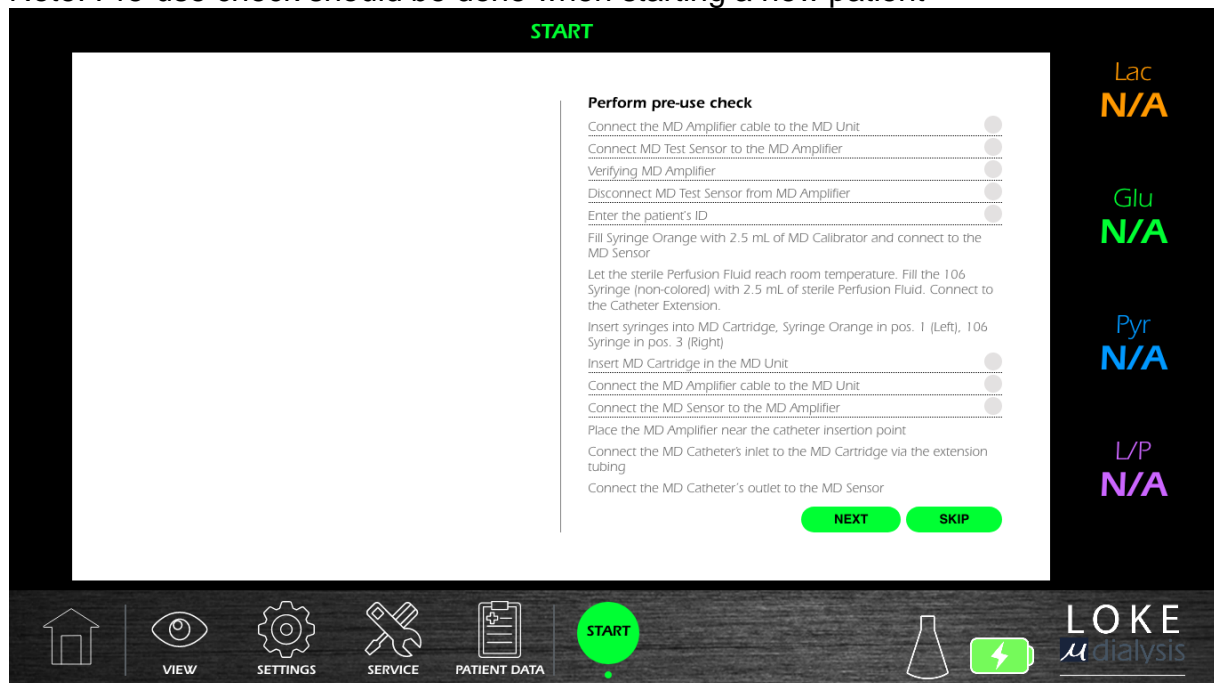 Note: Pre-use check should be done when starting a new patient
START
Perform pre-use check
Connect the MD Amplifier cable to the MD Unit
Connect MD Test Sensor to the MD Amplifier
Verifying MD Amplifier
Disconnect MD Test Sensor from MD Amplifier
Enter the patient's ID
Fill Syringe Orange with 2.5 mL of MD Calibrator and connect to the
MD Sensor
Let the sterile Perfusion Fluid reach room temperature. Fill the 106
Syringe (non-colored) with 2.5 mL of sterile Perfusion Fluid. Connect to
the Catheter Extension.
Insert syringes into MD Cartridge, Syringe Orange in pos. 1 (Left), 106
Syringe in pos. 3 (Right)
Insert MD Cartridge in the MD Unit
Connect the MD Amplifier cable to the MD Unit
Connect the MD Sensor to the MD Amplifier
Place the MD Amplifier near the catheter insertion point
Connect the MD Catheter's inlet to the MD Cartridge via the extension
tubing
Connect the MD Catheter's outlet to the MD Sensor
NEXT
SKIP
Lac
N/A
Glu
N/A
Pyr
N/A
L/P
N/A
VIEW
SETTINGS
SERVICE
PATIENT DATA
START
LOKE
μdialysis